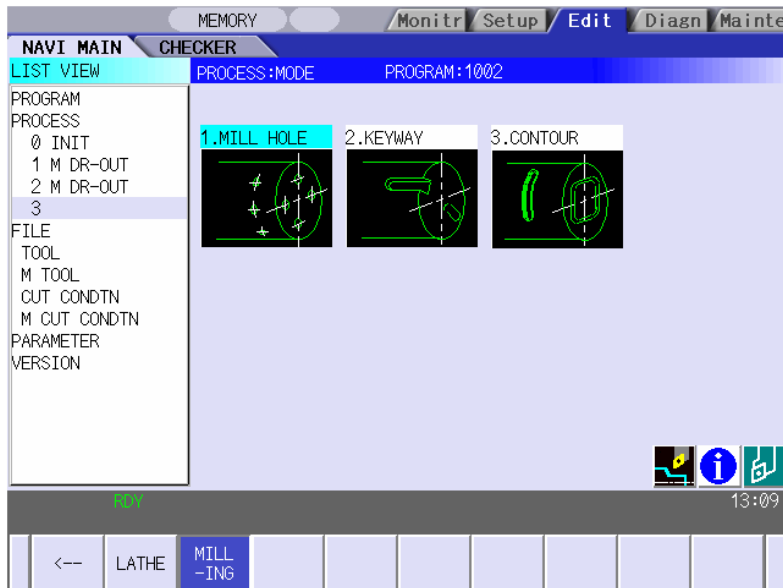 MEMORY
Monitr Setup Edit Diagn Mainte
NAVI MAIN CHECKER
LIST VIEW
PROCESS:MODE PROGRAM:1002
PROGRAM
PROCESS
0 INIT
1 M DR-OUT
2 M DR-OUT
3
FILE
TOOL
M TOOL
CUT CONDTN
M CUT CONDTN
PARAMETER
VERSION
1.MILL HOLE 2.KEYWAY 3.CONTOUR
RDY 13:09
<-- LATHE MILL
-ING